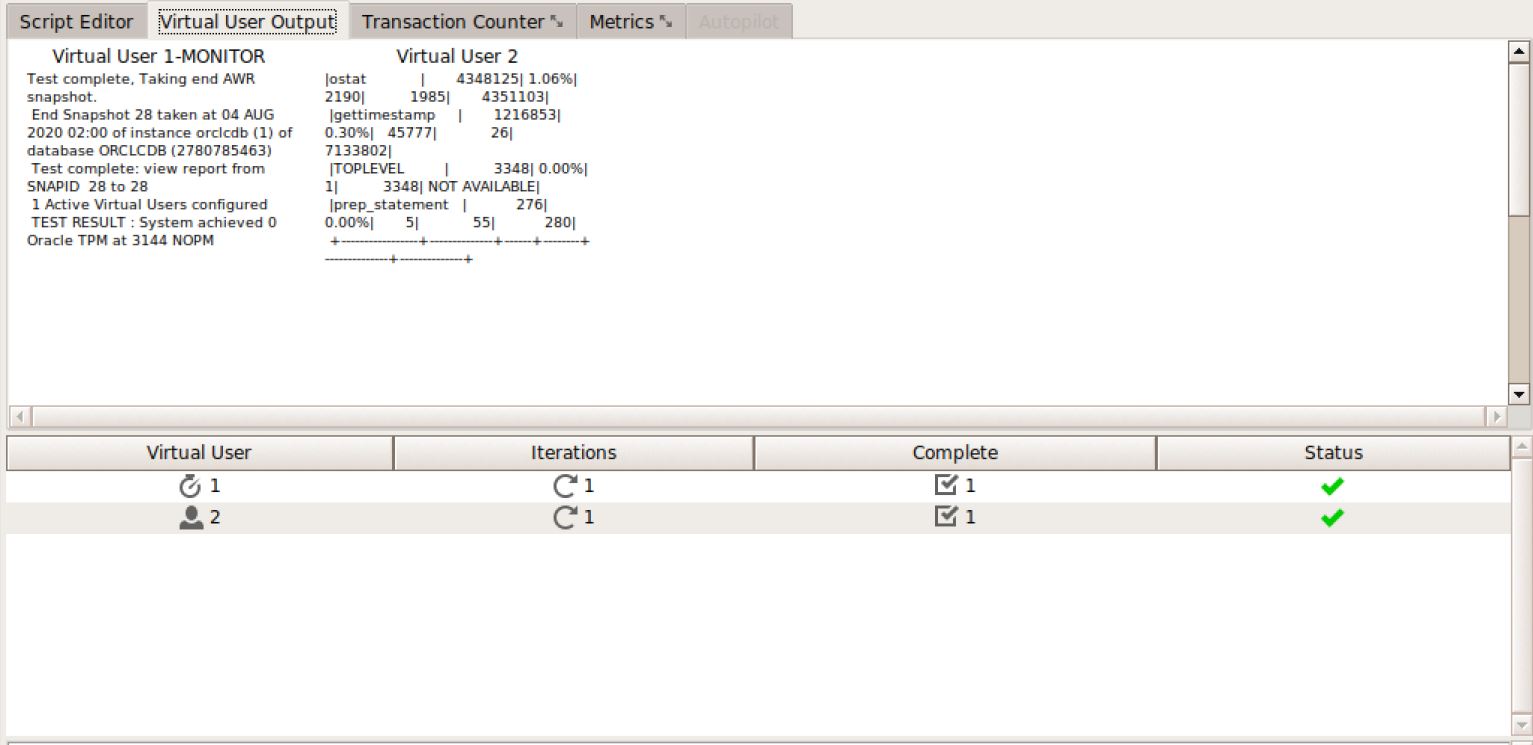 Script Editor Virtual User Output Transaction Counter Metrics Autopilot
Virtual User 1-MONITOR
Test complete, Taking end AWR
snapshot.
End Snapshot 28 taken at 04 AUG
2020 02:00 of instance orclcdb (1) of
database ORCLCDB (2780785463)
Test complete: view report from
SNAPID 28 to 28
1 Active Virtual Users configured
TEST RESULT : System achieved 0
Oracle TPM at 3144 NOPM
Virtual User 2
|ostat | 4348125| 1.06%|
2190| 1985| 4351103|
|gettimestamp | 1216853|
0.30%| 45777| 26|
7133802|
|TOPLEVEL | 3348| 0.00%|
1| 3348| NOT AVAILABLE|
|prep_statement | 276|
0.00%| 5| 55| 280|
+-----------------+--------------+------+--------+
--------------+--------------+
Virtual User Iterations Complete Status
1 1 1
2 1 1